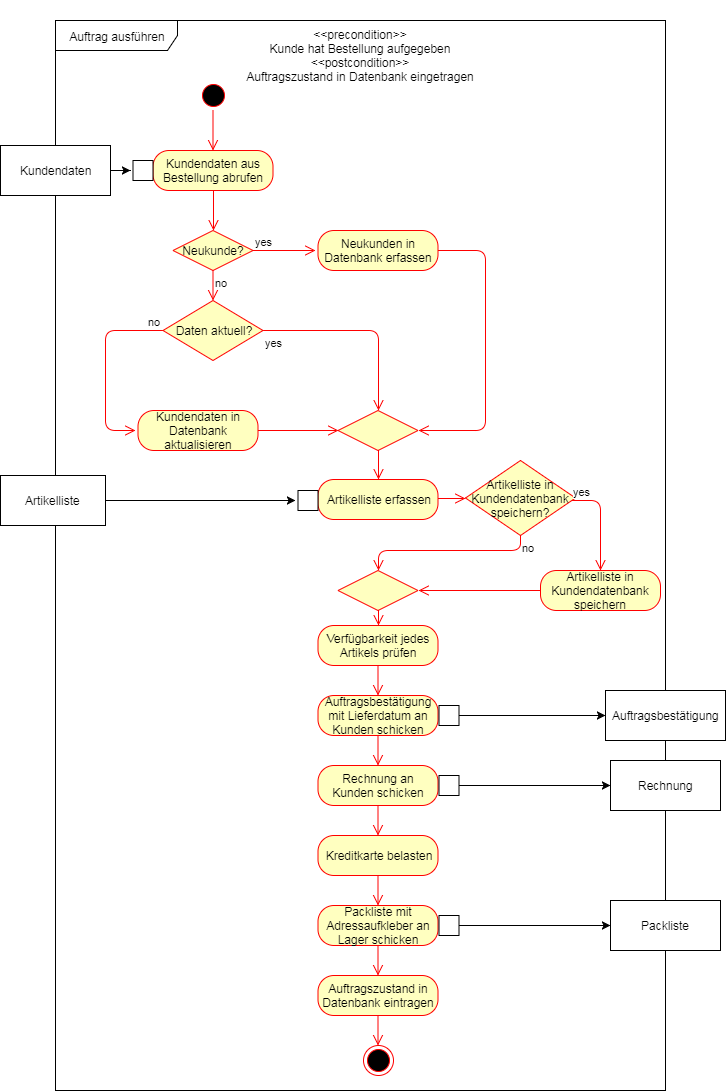 Auftrag ausführen
<<precondition>>
Kunde hat Bestellung aufgegeben
<<postcondition>>
Auftragszustand in Datenbank eingetragen
Kundendaten
Kundendaten aus
Bestellung abrufen
Neukunde?
yes
Neukunden in
Datenbank erfassen
no
Daten aktuell?
no
yes
Kundendaten in
Datenbank
aktualisieren
Artikelliste
Artikelliste erfassen
Artikelliste in
Kundendatenbank
speichern?
yes
no
Artikelliste in
Kundendatenbank
speichern
Verfügbarkeit jedes
Artikels prüfen
Auftragsbestätigung
mit Lieferdatum an
Kunden schicken
Auftragsbestätigung
Rechnung an
Kunden schicken
Rechnung
Kreditkarte belasten
Packliste mit
Adressaufkleber an
Lager schicken
Packliste
Auftragszustand in
Datenbank eintragen